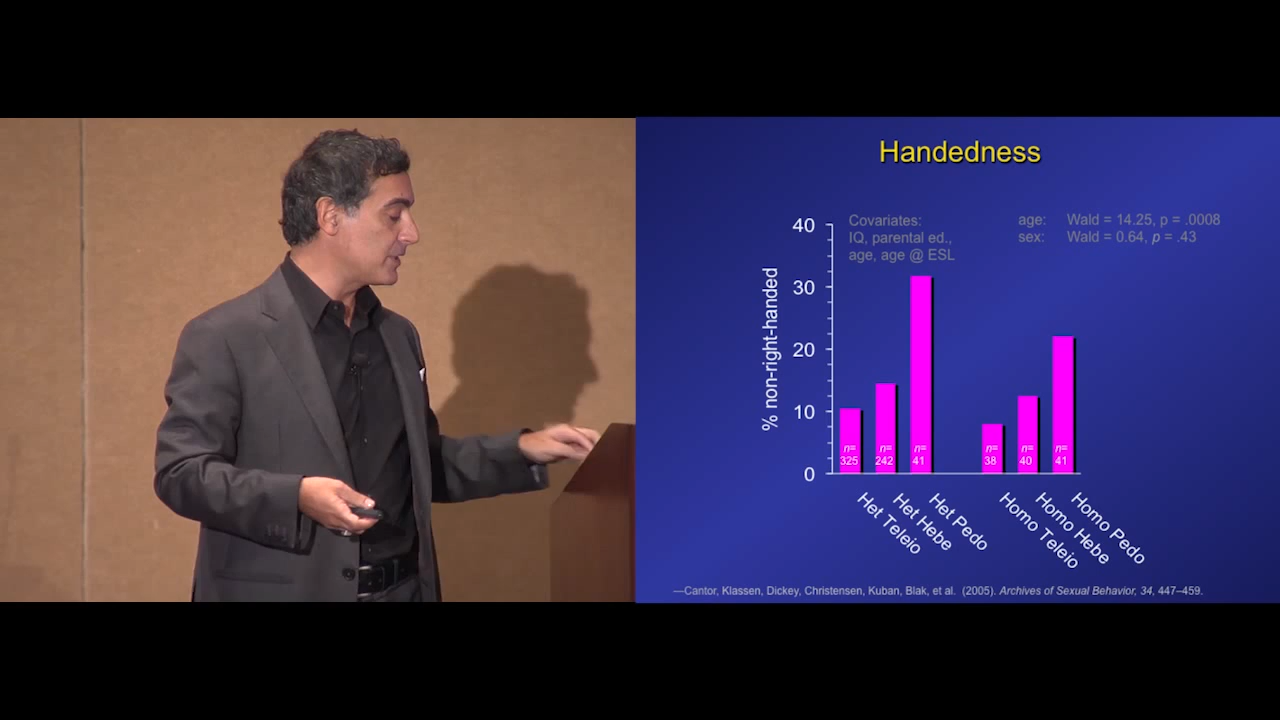 Handedness
Covariates:
IQ, parental ed.,
age, age @ ESL
age: Wald = 14.25, p = .0008
sex: Wald = 0.64, p = .43
% non-right-handed
40
30
20
10
0
n=
325
n=
242
n=
41
n=
38
n=
40
n=
41
Het Teleio
Het Hebe
Het Pedo
Homo Teleio
Homo Hebe
Homo Pedo
—Cantor, Klassen, Dickey, Christensen, Kuban, Blak, et al. (2005). Archives of Sexual Behavior, 34, 447–459.